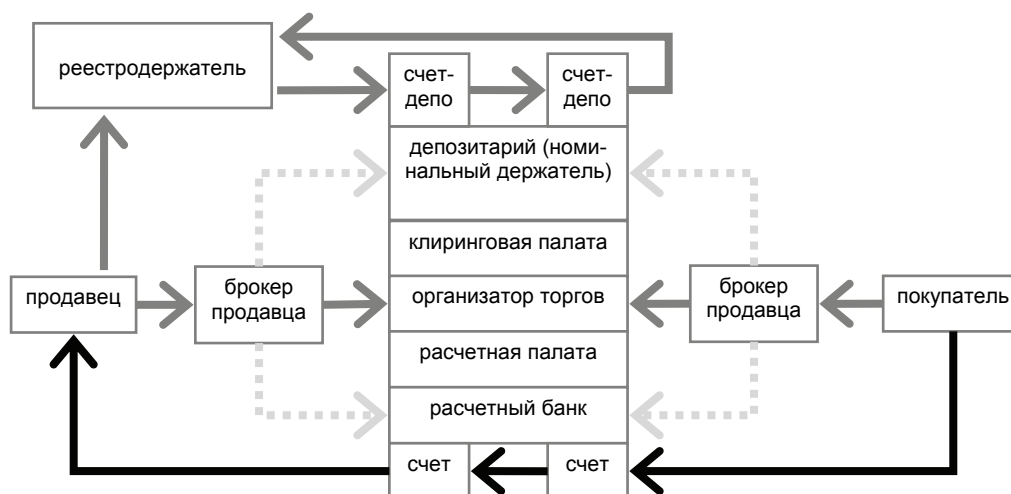 реестродержатель
счет-
депо
счет-
депо
депозитарий (номи-
нальный держатель)
клиринговая палата
продавец
брокер
продавца
организатор торгов
брокер
продавца
покупатель
расчетная палата
расчетный банк
счет
счет